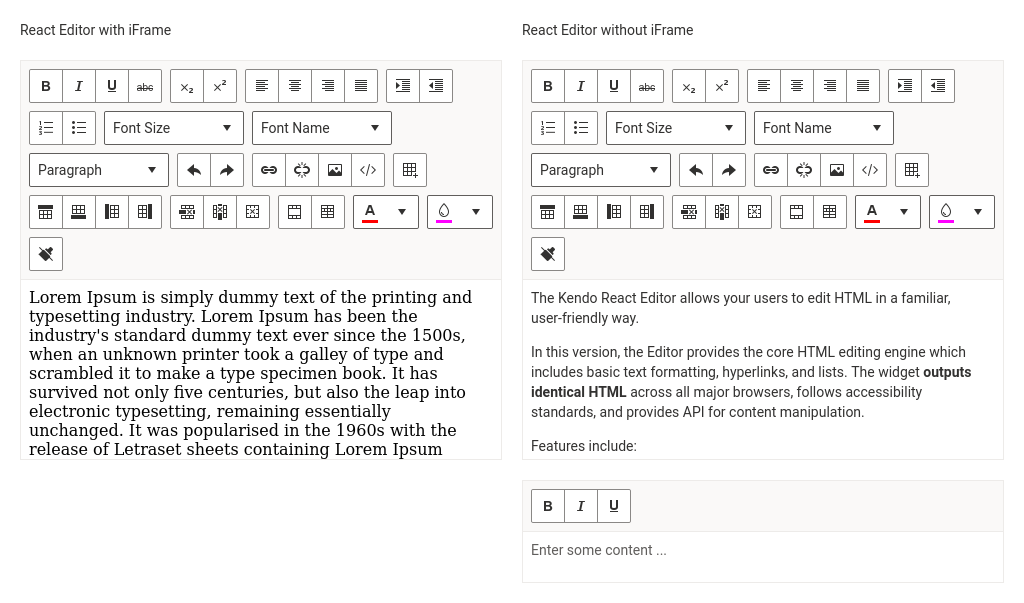 React Editor with iFrame
B I U abc X₂ X²
Font Size Font Name
Paragraph
A
Lorem Ipsum is simply dummy text of the printing and
typesetting industry. Lorem Ipsum has been the
industry's standard dummy text ever since the 1500s,
when an unknown printer took a galley of type and
scrambled it to make a type specimen book. It has
survived not only five centuries, but also the leap into
electronic typesetting, remaining essentially
unchanged. It was popularised in the 1960s with the
release of Letraset sheets containing Lorem Ipsum
React Editor without iFrame
B I U abc X₂ X²
Font Size Font Name
Paragraph
A
The Kendo React Editor allows your users to edit HTML in a familiar,
user-friendly way.
In this version, the Editor provides the core HTML editing engine which
includes basic text formatting, hyperlinks, and lists. The widget outputs
identical HTML across all major browsers, follows accessibility
standards, and provides API for content manipulation.
Features include:
B I U
Enter some content ...